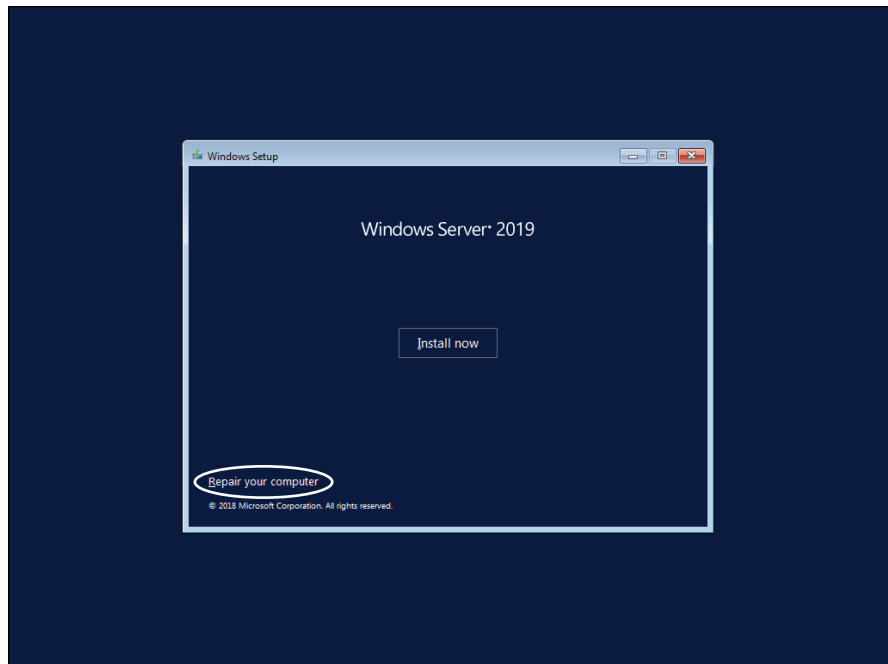 Windows Setup
Windows Server® 2019
Install now
Repair your computer
© 2018 Microsoft Corporation. All rights reserved.